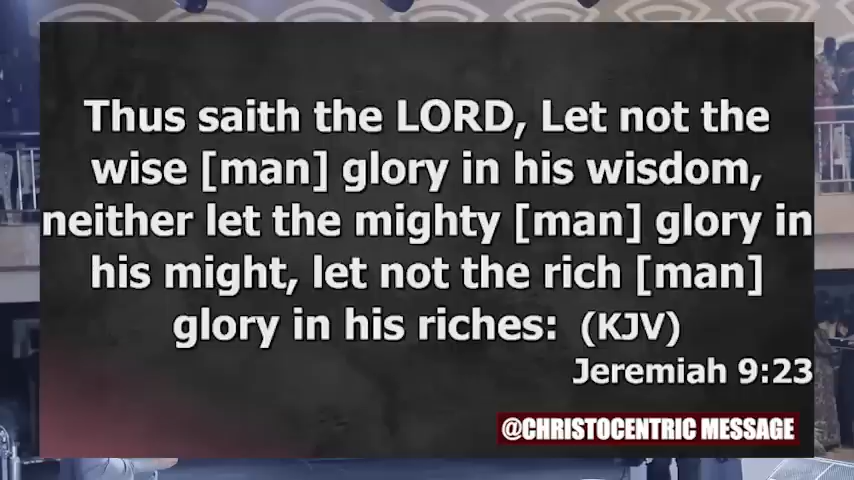 Thus saith the LORD, Let not the
wise [man] glory in his wisdom,
neither let the mighty [man] glory in
his might, let not the rich [man]
glory in his riches: (KJV)
Jeremiah 9:23
@CHRISTOCENTRIC MESSAGE